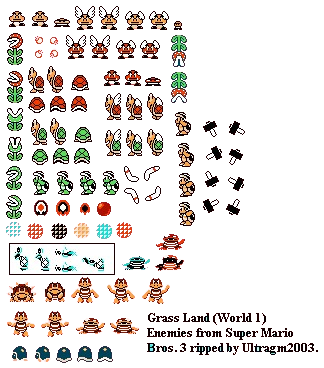 Grass Land (World 1)
Enemies from Super Mario
Bros. 3 ripped by Ultragm2003.